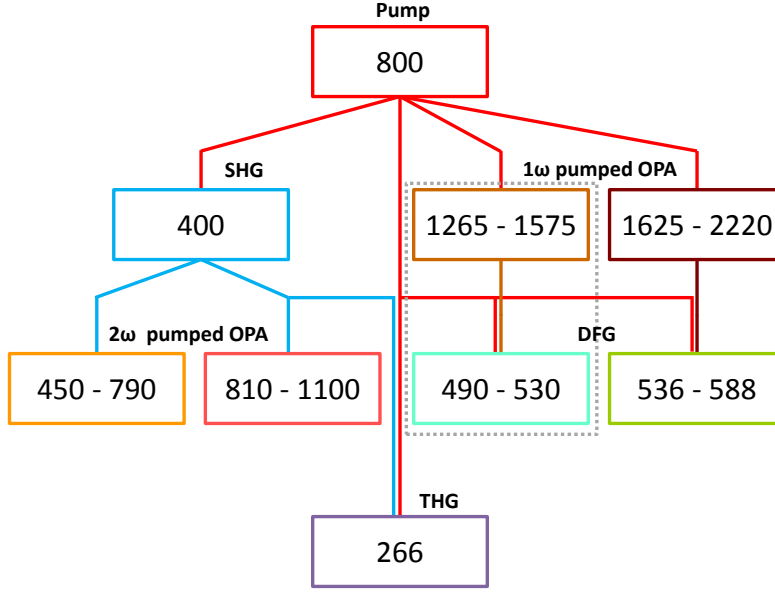 Pump
800
SHG
1ω pumped OPA
400
1265 - 1575
1625 - 2220
2ω pumped OPA
DFG
450 - 790
810 - 1100
490 - 530
536 - 588
THG
266